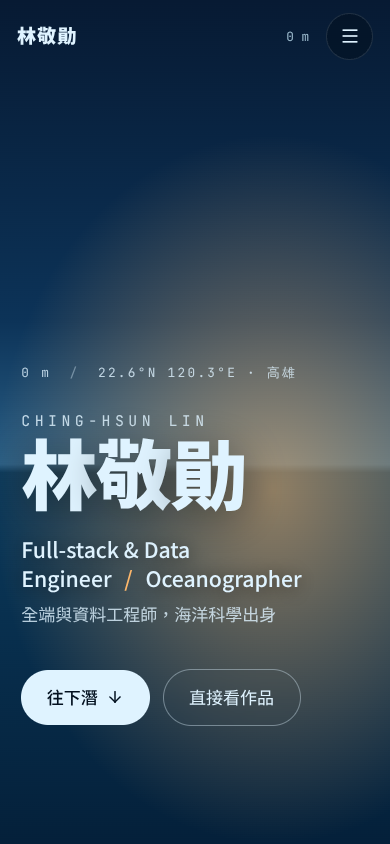 林敬勛
0 m
0 m / 22.6°N 120.3°E · 高雄
CHING-HSUN LIN
林敬勛
Full-stack & Data
Engineer / Oceanographer
全端與資料工程師，海洋科學出身
往下潛 ↓
直接看作品